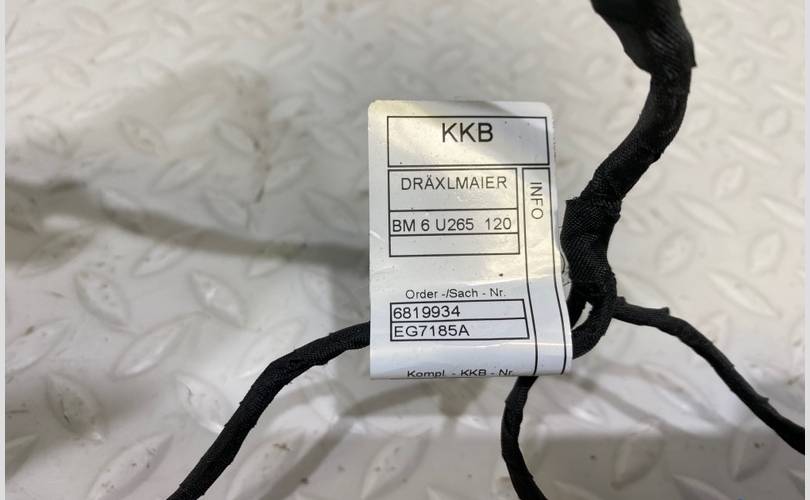 KKB
DRÄXLMAIER
INFO
BM 6 U265 120
Order -/Sach - Nr.
6819934
EG7185A
Kompl. - KKB - Nr